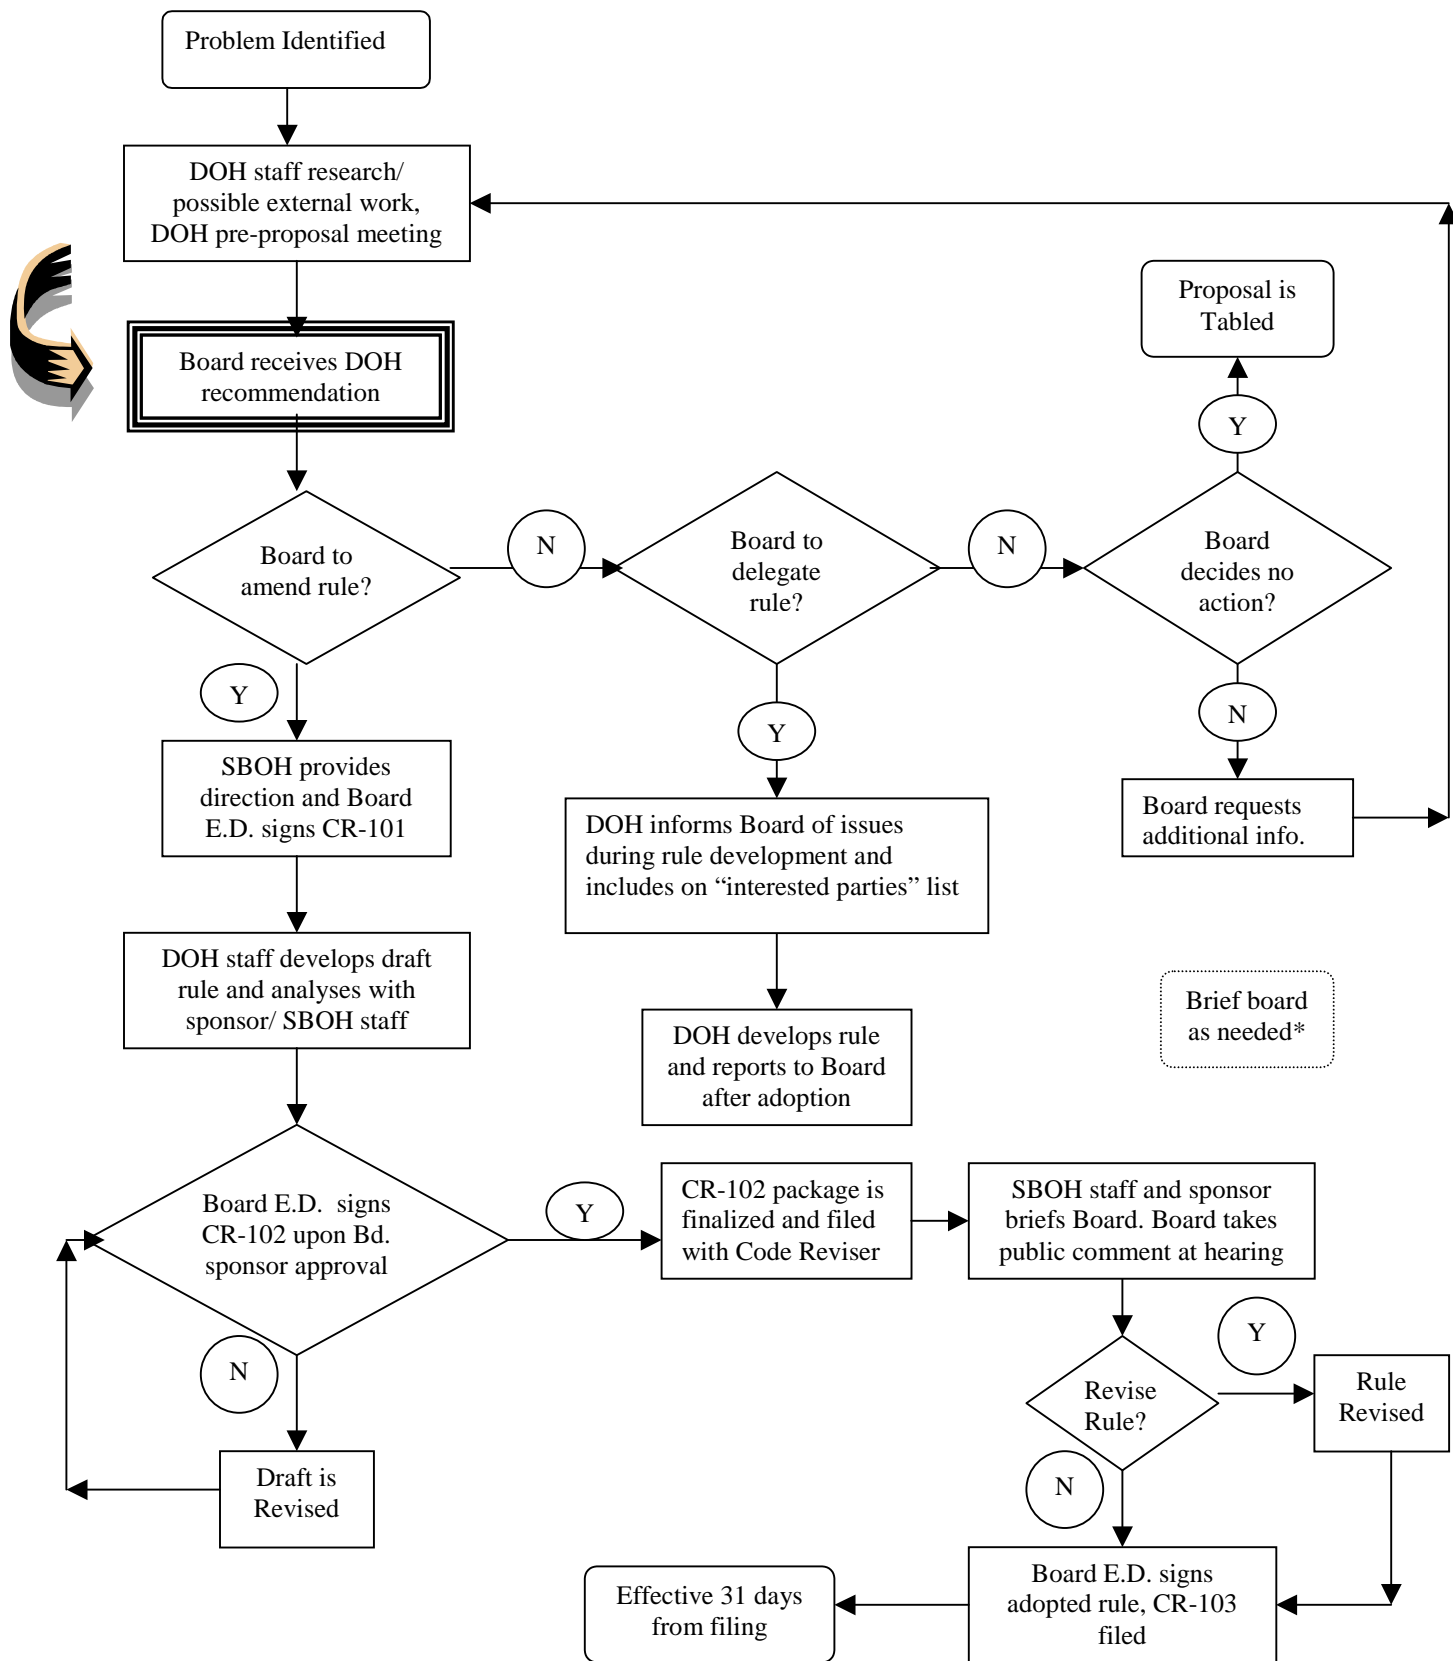 Problem Identified
DOH staff research/
possible external work,
DOH pre-proposal meeting
Board receives DOH
recommendation
Proposal is
Tabled
Y
Board to
amend rule?
N
Board to
delegate
rule?
N
Board
decides no
action?
Y
Y
N
SBOH provides
direction and Board
E.D. signs CR-101
DOH informs Board of issues
during rule development and
includes on “interested parties” list
Board requests
additional info.
DOH staff develops draft
rule and analyses with
sponsor/ SBOH staff
DOH develops rule
and reports to Board
after adoption
Brief board
as needed*
Board E.D. signs
CR-102 upon Bd.
sponsor approval
Y
CR-102 package is
finalized and filed
with Code Reviser
SBOH staff and sponsor
briefs Board. Board takes
public comment at hearing
N
Draft is
Revised
Revise
Rule?
Y
Rule
Revised
N
Board E.D. signs
adopted rule, CR-103
filed
Effective 31 days
from filing